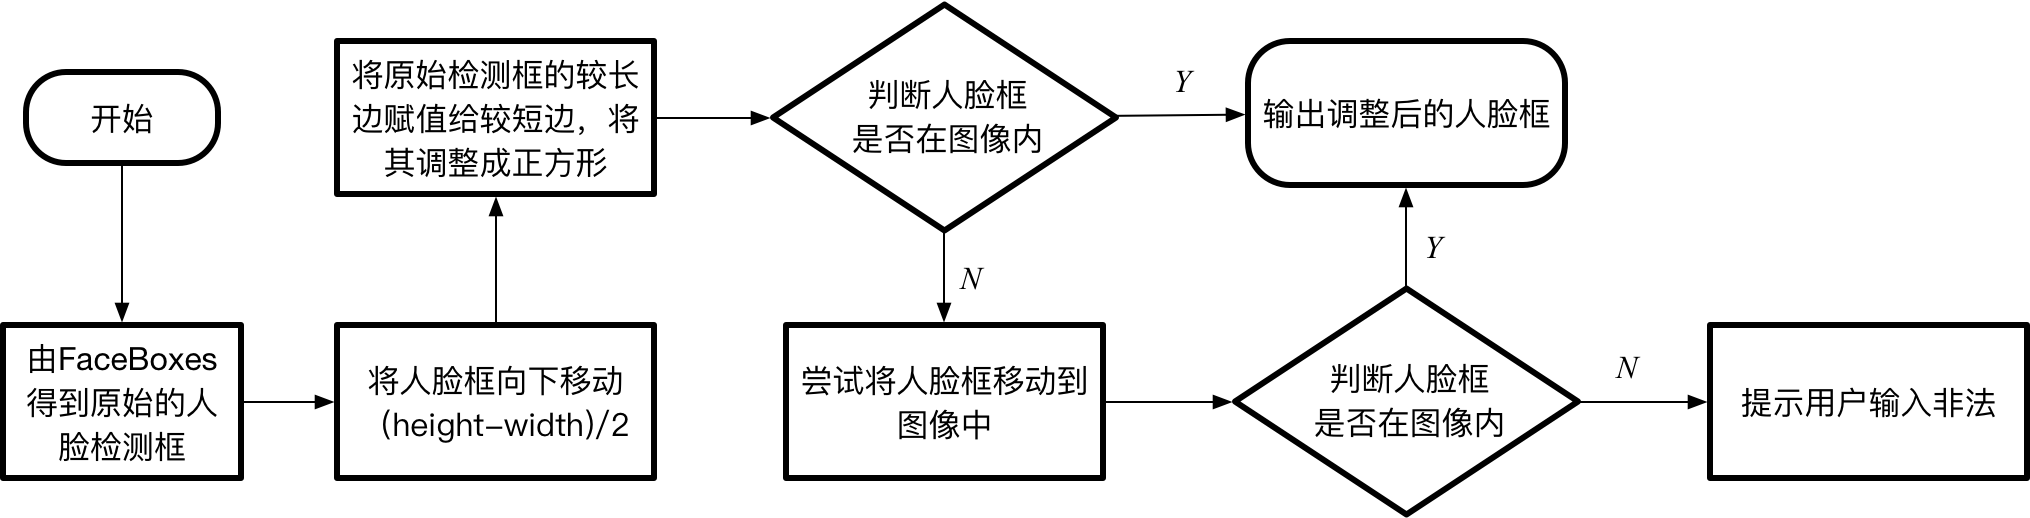 开始
由FaceBoxes
得到原始的人
脸检测框
将人脸框向下移动
(height-width)/2
将原始检测框的较长
边赋值给较短边，将
其调整成正方形
判断人脸框
是否在图像内
Y
输出调整后的人脸框
N
尝试将人脸框移动到
图像中
判断人脸框
是否在图像内
Y
N
提示用户输入非法